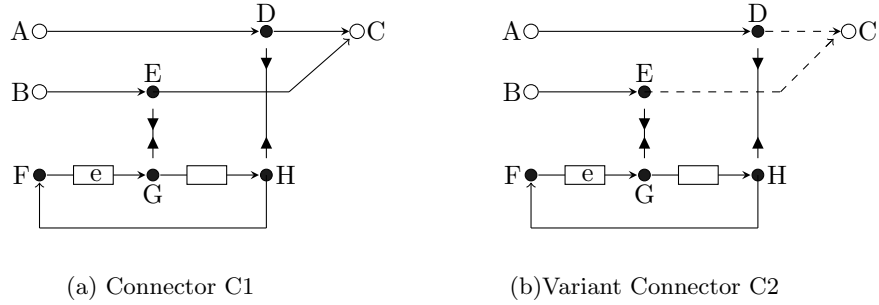 D D
A C A C
E E
B B
F e H F e H
G G
(a) Connector C1 (b)Variant Connector C2